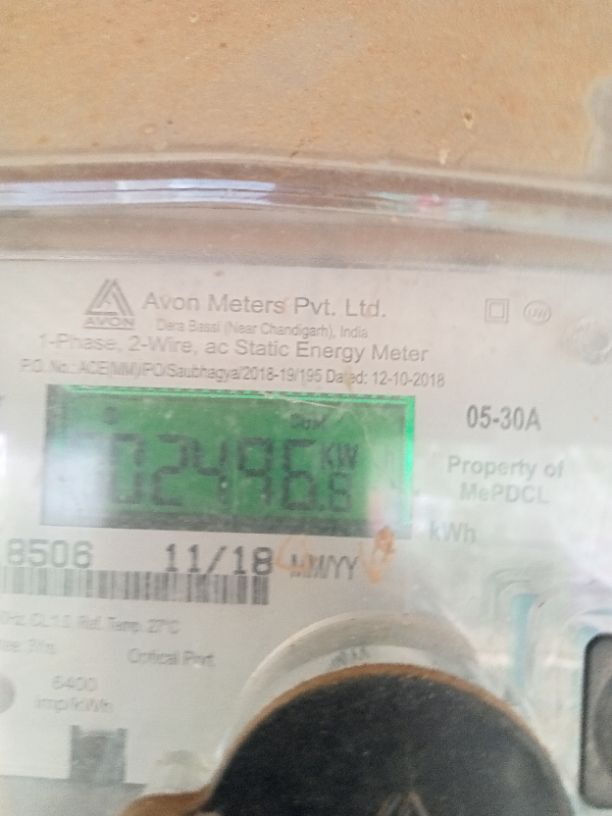 Avon Meters Pvt. Ltd.
AVON
Dera Bassi (Near Chandigarh), India
1-Phase, 2-Wire, ac Static Energy Meter
P.O. No.: ACE(MM)/PO/Saubhagya/2018-19/195 Dated: 12-10-2018
05-30A
02496.6 KW
Property of
MePDCL
kWh
8506 11/18 MM/YY
Ref. Temp. 27°C
Optical Port
6400
imp/kWh